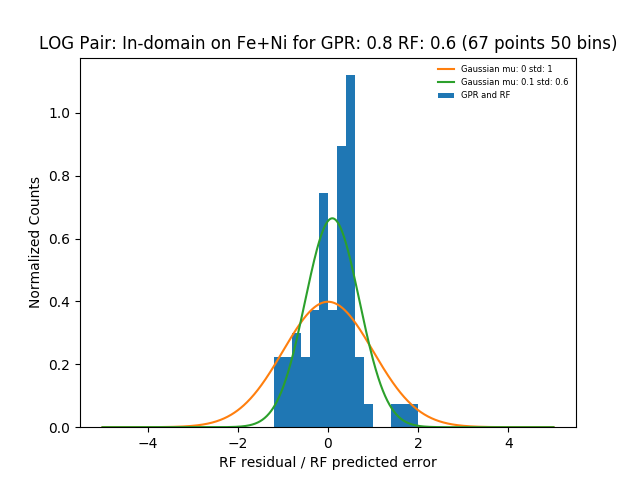 LOG Pair: In-domain on Fe+Ni for GPR: 0.8 RF: 0.6 (67 points 50 bins)
Gaussian mu: 0 std: 1
Gaussian mu: 0.1 std: 0.6
GPR and RF
Normalized Counts
1.0
0.8
0.6
0.4
0.2
0.0
−4 −2 0 2 4
RF residual / RF predicted error